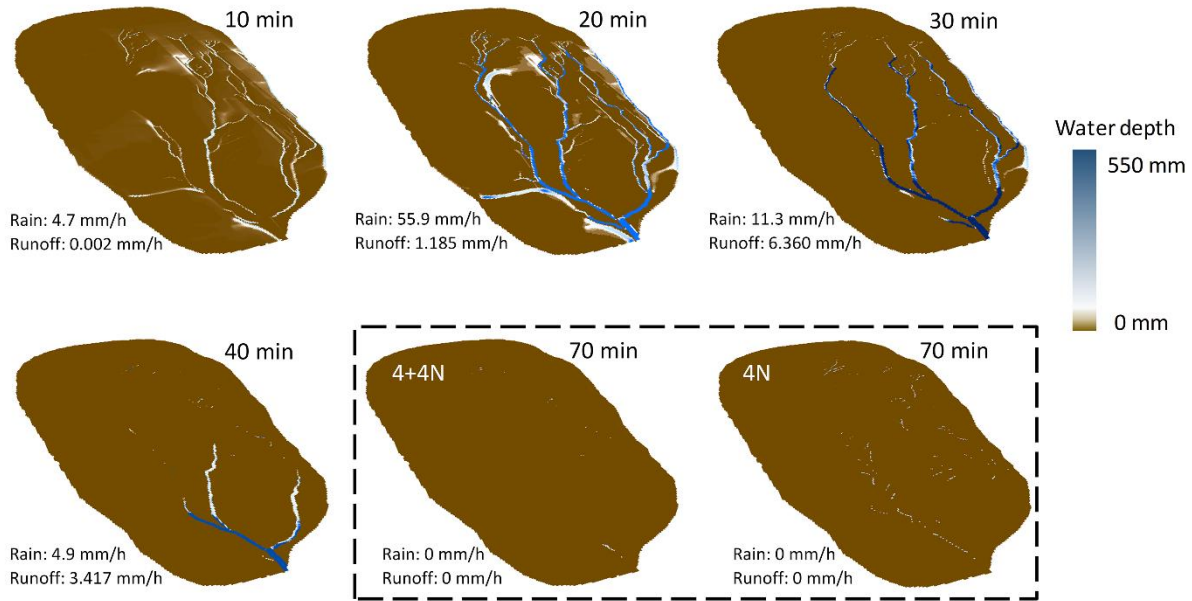 10 min
20 min
30 min
Water depth
550 mm
0 mm
Rain: 4.7 mm/h
Runoff: 0.002 mm/h
Rain: 55.9 mm/h
Runoff: 1.185 mm/h
Rain: 11.3 mm/h
Runoff: 6.360 mm/h
40 min
4+4N
70 min
4N
70 min
Rain: 4.9 mm/h
Runoff: 3.417 mm/h
Rain: 0 mm/h
Runoff: 0 mm/h
Rain: 0 mm/h
Runoff: 0 mm/h